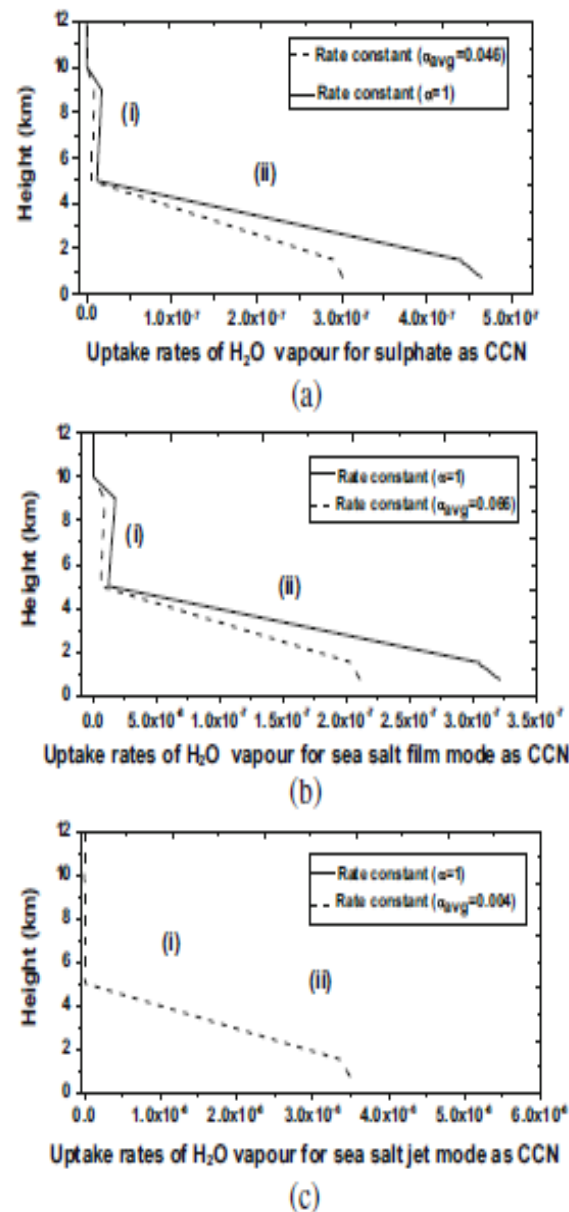 12
10
8
6
4
2
0
Height (km)
Rate constant (αavg=0.046)
Rate constant (α=1)
(i)
(ii)
0.0 1.0x10⁻⁷ 2.0x10⁻⁷ 3.0x10⁻⁷ 4.0x10⁻⁷ 5.0x10⁻⁷
Uptake rates of H₂O vapour for sulphate as CCN
(a)
12
10
8
6
4
2
0
Height (km)
Rate constant (α=1)
Rate constant (αavg=0.066)
(i)
(ii)
0.0 5.0x10⁻⁸ 1.0x10⁻⁷ 1.5x10⁻⁷ 2.0x10⁻⁷ 2.5x10⁻⁷ 3.0x10⁻⁷ 3.5x10⁻⁷
Uptake rates of H₂O vapour for sea salt film mode as CCN
(b)
12
10
8
6
4
2
0
Height (km)
Rate constant (α=1)
Rate constant (αavg=0.004)
(i)
(ii)
0.0 1.0x10⁻⁶ 2.0x10⁻⁶ 3.0x10⁻⁶ 4.0x10⁻⁶ 5.0x10⁻⁶ 6.0x10⁻⁶
Uptake rates of H₂O vapour for sea salt jet mode as CCN
(c)